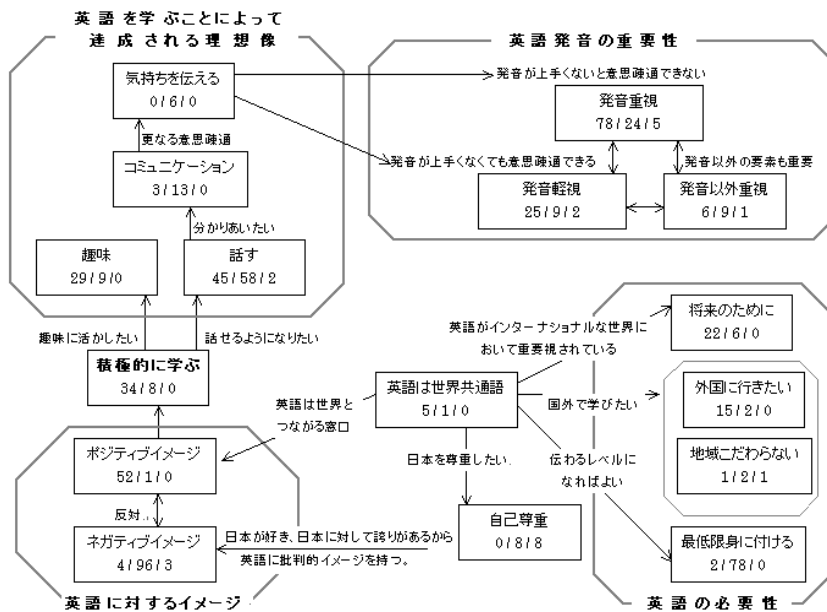 英語を学ぶことによって
達成される理想像
気持ちを伝える
0/6/0
更なる意思疎通
コミュニケーション
3/13/0
分かりあいたい
趣味
29/9/0
話す
45/58/2
趣味に活かしたい
話せるようになりたい
英語発音の重要性
発音が上手くないと意思疎通できない
発音重視
78/24/5
発音が上手くなくても意思疎通できる
発音以外の要素も重要
発音軽視
25/9/2
発音以外重視
6/9/1
積極的に学ぶ
34/8/0
英語は世界と
つながる窓口
ポジティブイメージ
52/1/0
反対..
ネガティブイメージ
4/96/3
英語に対するイメージ
英語は世界共通語
5/1/0
日本を尊重したい.
自己尊重
0/8/8
日本が好き、日本に対して誇りがあるから
英語に批判的イメージを持つ。
英語がインターナショナルな世界に
おいて重要視されている
国外で学びたい
伝わるレベルに
なればよい
将来のために
22/6/0
外国に行きたい
15/2/0
地域こだわらない
1/2/1
最低限身に付ける
2/78/0
英語の必要性